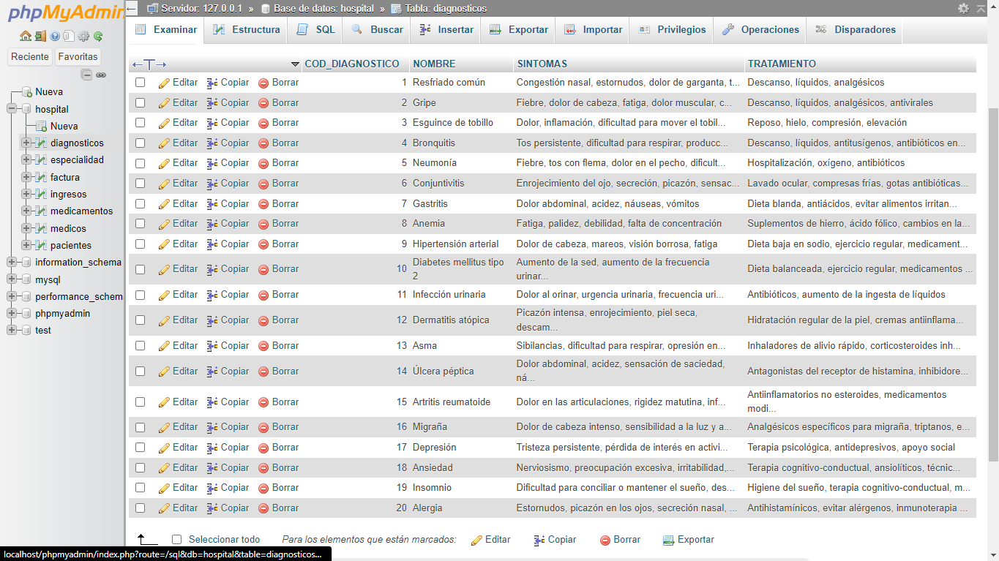 phpMyAdmin
Servidor: 127.0.0.1 » Base de datos: hospital » Tabla: diagnosticos
Examinar Estructura SQL Buscar Insertar Exportar Importar Privilegios Operaciones Disparadores
Reciente Favoritas
Nueva
hospital
Nueva
diagnosticos
especialidad
factura
ingresos
medicamentos
medicos
pacientes
information_schema
mysql
performance_schema
phpmyadmin
test
COD_DIAGNOSTICO NOMBRE SINTOMAS TRATAMIENTO
Editar Copiar Borrar 1 Resfriado común Congestión nasal, estornudos, dolor de garganta, t... Descanso, líquidos, analgésicos
Editar Copiar Borrar 2 Gripe Fiebre, dolor de cabeza, fatiga, dolor muscular, c... Descanso, líquidos, analgésicos, antivirales
Editar Copiar Borrar 3 Esguince de tobillo Dolor, inflamación, dificultad para mover el tobil... Reposo, hielo, compresión, elevación
Editar Copiar Borrar 4 Bronquitis Tos persistente, dificultad para respirar, producc... Descanso, líquidos, antitusígenos, antibióticos en...
Editar Copiar Borrar 5 Neumonía Fiebre, tos con flema, dolor en el pecho, dificult... Hospitalización, oxígeno, antibióticos
Editar Copiar Borrar 6 Conjuntivitis Enrojecimiento del ojo, secreción, picazón, sensac... Lavado ocular, compresas frías, gotas antibióticas...
Editar Copiar Borrar 7 Gastritis Dolor abdominal, acidez, náuseas, vómitos Dieta blanda, antiácidos, evitar alimentos irritan...
Editar Copiar Borrar 8 Anemia Fatiga, palidez, debilidad, falta de concentración Suplementos de hierro, ácido fólico, cambios en la...
Editar Copiar Borrar 9 Hipertensión arterial Dolor de cabeza, mareos, visión borrosa, fatiga Dieta baja en sodio, ejercicio regular, medicament...
Editar Copiar Borrar 10 Diabetes mellitus tipo 2 Aumento de la sed, aumento de la frecuencia urinar... Dieta balanceada, ejercicio regular, medicamentos ...
Editar Copiar Borrar 11 Infección urinaria Dolor al orinar, urgencia urinaria, frecuencia uri... Antibióticos, aumento de la ingesta de líquidos
Editar Copiar Borrar 12 Dermatitis atópica Picazón intensa, enrojecimiento, piel seca, descam... Hidratación regular de la piel, cremas antiinflama...
Editar Copiar Borrar 13 Asma Sibilancias, dificultad para respirar, opresión en... Inhaladores de alivio rápido, corticosteroides inh...
Editar Copiar Borrar 14 Úlcera péptica Dolor abdominal, acidez, sensación de saciedad, ná... Antagonistas del receptor de histamina, inhibidore...
Editar Copiar Borrar 15 Artritis reumatoide Dolor en las articulaciones, rigidez matutina, inf... Antiinflamatorios no esteroides, medicamentos modi...
Editar Copiar Borrar 16 Migraña Dolor de cabeza intenso, sensibilidad a la luz y a... Analgésicos específicos para migraña, triptanos, e...
Editar Copiar Borrar 17 Depresión Tristeza persistente, pérdida de interés en activi... Terapia psicológica, antidepresivos, apoyo social
Editar Copiar Borrar 18 Ansiedad Nerviosismo, preocupación excesiva, irritabilidad,... Terapia cognitivo-conductual, ansiolíticos, técnic...
Editar Copiar Borrar 19 Insomnio Dificultad para conciliar o mantener el sueño, des... Higiene del sueño, terapia cognitivo-conductual, m...
Editar Copiar Borrar 20 Alergia Estornudos, picazón en los ojos, secreción nasal, ... Antihistamínicos, evitar alérgenos, inmunoterapia ...
Seleccionar todo Para los elementos que están marcados: Editar Copiar Borrar Exportar
localhost/phpmyadmin/index.php?route=/sql&db=hospital&table=diagnosticos...